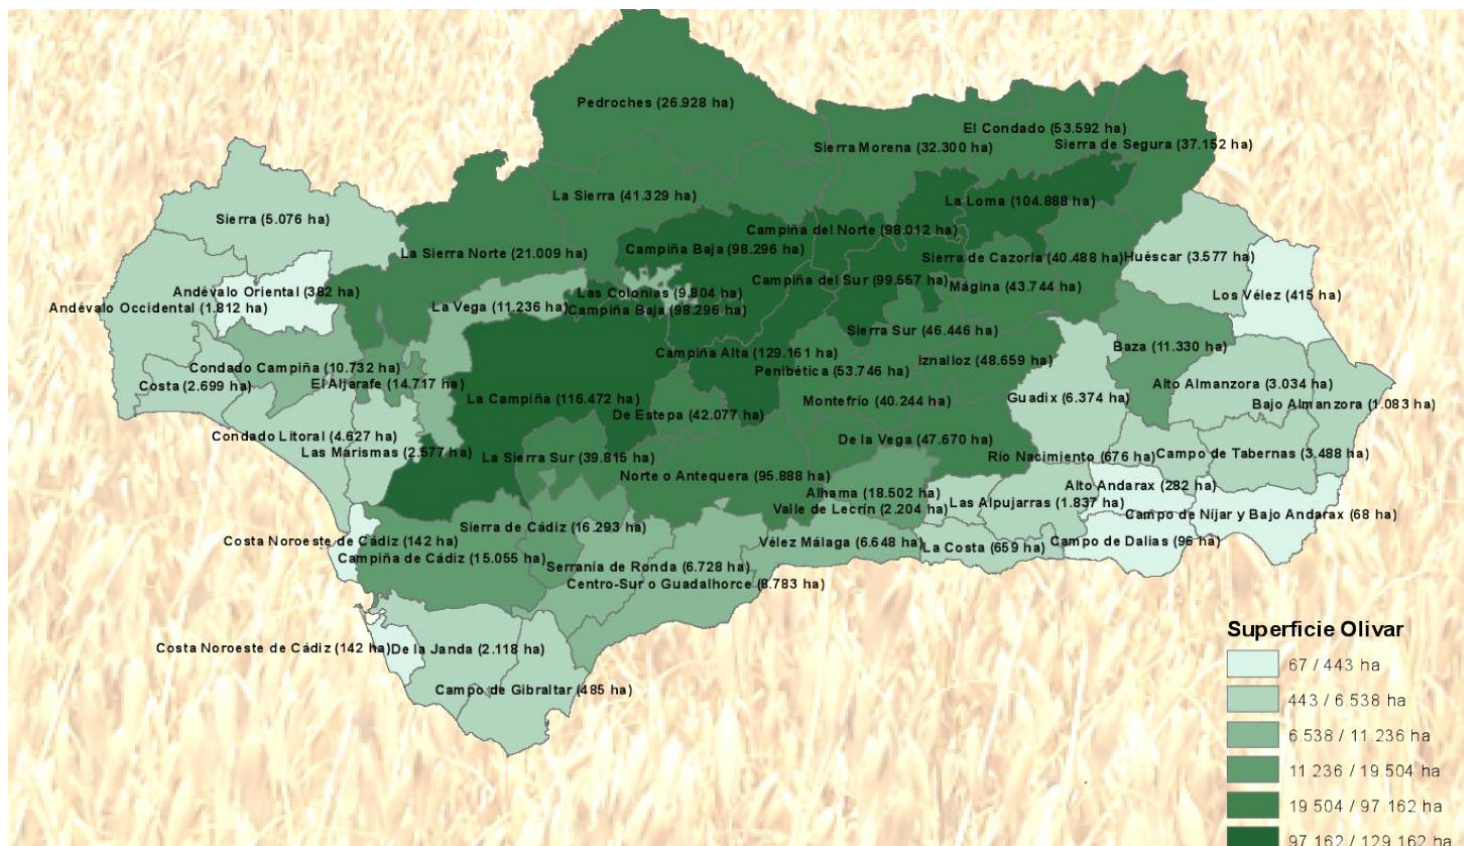 Pedroches (26.928 ha)
El Condado (53.592 ha)
Sierra Morena (32.300 ha)
Sierra de Segura (37.152 ha)
La Sierra (41.329 ha)
La Loma (104.888 ha)
Sierra (5.076 ha)
Campiña del Norte (98.012 ha)
La Sierra Norte (21.009 ha)
Campiña Baja (98.296 ha)
Sierra de Cazorla (40.488 ha)
Huéscar (3.577 ha)
Campiña del Sur (99.557 ha)
Mágina (43.744 ha)
Andévalo Oriental (382 ha)
Las Colonias (9.804 ha)
Los Vélez (415 ha)
Andévalo Occidental (1.812 ha)
La Vega (11.236 ha)
Campiña Baja (98.296 ha)
Sierra Sur (46.446 ha)
Baza (11.330 ha)
Campiña Alta (129.161 ha)
Iznalloz (48.659 ha)
Condado Campiña (10.732 ha)
Penibética (53.746 ha)
Costa (2.699 ha)
El Aljarafe (14.717 ha)
Alto Almanzora (3.034 ha)
La Campiña (116.472 ha)
Montefrío (40.244 ha)
Guadix (6.374 ha)
Bajo Almanzora (1.083 ha)
De Estepa (42.077 ha)
Condado Litoral (4.627 ha)
De la Vega (47.670 ha)
Las Marismas (2.577 ha)
La Sierra Sur (39.815 ha)
Río Nacimiento (676 ha)
Campo de Tabernas (3.488 ha)
Norte o Antequera (95.888 ha)
Alto Andarax (282 ha)
Alhama (18.502 ha)
Las Alpujarras (1.837 ha)
Valle de Lecrín (2.204 ha)
Campo de Níjar y Bajo Andarax (68 ha)
Sierra de Cádiz (16.293 ha)
Costa Noroeste de Cádiz (142 ha)
Vélez Málaga (6.648 ha)
La Costa (659 ha)
Campo de Dalias (96 ha)
Campiña de Cádiz (15.055 ha)
Serranía de Ronda (6.728 ha)
Centro-Sur o Guadalhorce (8.783 ha)
Costa Noroeste de Cádiz (142 ha)
De la Janda (2.118 ha)
Campo de Gibraltar (485 ha)
Superficie Olivar
67 / 443 ha
443 / 6 538 ha
6 538 / 11 236 ha
11 236 / 19 504 ha
19 504 / 97 162 ha
97 162 / 129 162 ha